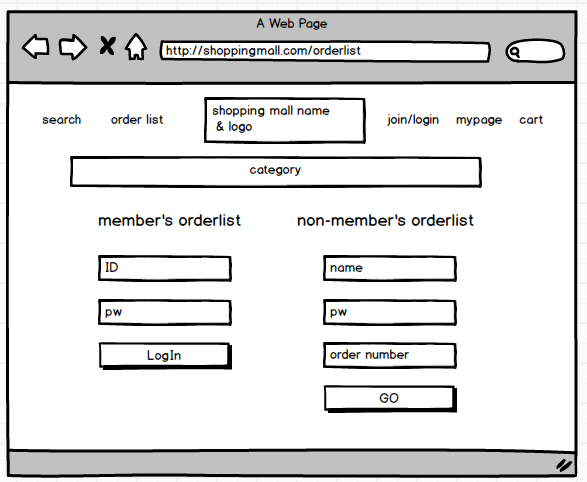 A Web Page
http://shoppingmall.com/orderlist
search
order list
shopping mall name
& logo
join/login
mypage
cart
category
member's orderlist
non-member's orderlist
ID
name
pw
pw
LogIn
order number
GO